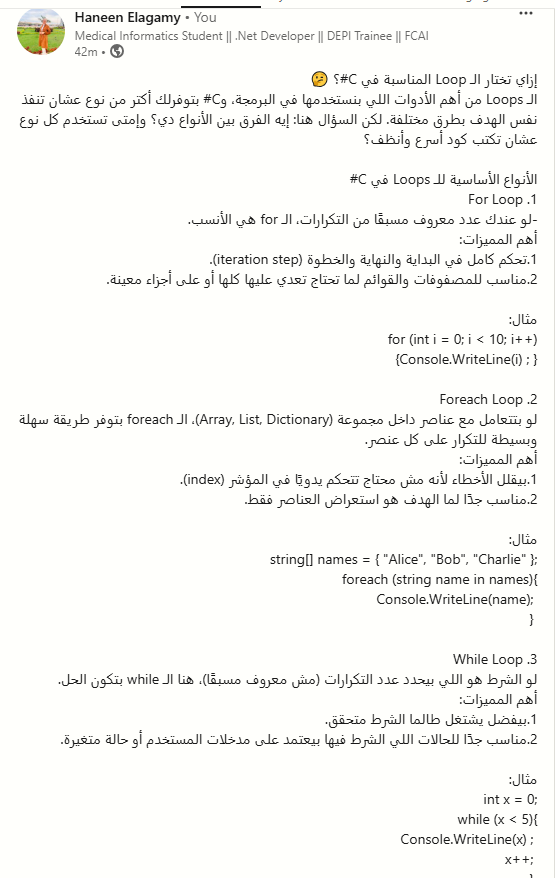 Haneen Elagamy • You
Medical Informatics Student || .Net Developer || DEPI Trainee || FCAI
42m •
إزاي تختار الـ Loop المناسبة في C#؟ 🤔
الـ Loops من أهم الأدوات اللي بنستخدمها في البرمجة، وC# بتوفرلك أكتر من نوع عشان تنفذ
نفس الهدف بطرق مختلفة. لكن السؤال هنا: إيه الفرق بين الأنواع دي؟ وإمتى تستخدم كل نوع
عشان تكتب كود أسرع وأنظف؟
الأنواع الأساسية للـ Loops في C#
1. For Loop
-لو عندك عدد معروف مسبقًا من التكرارات، الـ for هي الأنسب.
أهم المميزات:
1.تحكم كامل في البداية والنهاية والخطوة (iteration step).
2.مناسب للمصفوفات والقوائم لما تحتاج تعدي عليها كلها أو على أجزاء معينة.
مثال:
for (int i = 0; i < 10; i++)
{Console.WriteLine(i) ; }
2. Foreach Loop
لو بتتعامل مع عناصر داخل مجموعة (Array, List, Dictionary)، الـ foreach بتوفر طريقة سهلة
وبسيطة للتكرار على كل عنصر.
أهم المميزات:
1.بيقلل الأخطاء لأنه مش محتاج تتحكم يدويًا في المؤشر (index).
2.مناسب جدًا لما الهدف هو استعراض العناصر فقط.
مثال:
string[] names = { "Alice", "Bob", "Charlie" };
foreach (string name in names){
Console.WriteLine(name);
}
3. While Loop
لو الشرط هو اللي بيحدد عدد التكرارات (مش معروف مسبقًا)، هنا الـ while بتكون الحل.
أهم المميزات:
1.بيفضل يشتغل طالما الشرط متحقق.
2.مناسب جدًا للحالات اللي الشرط فيها بيعتمد على مدخلات المستخدم أو حالة متغيرة.
مثال:
int x = 0;
while (x < 5){
Console.WriteLine(x) ;
x++;